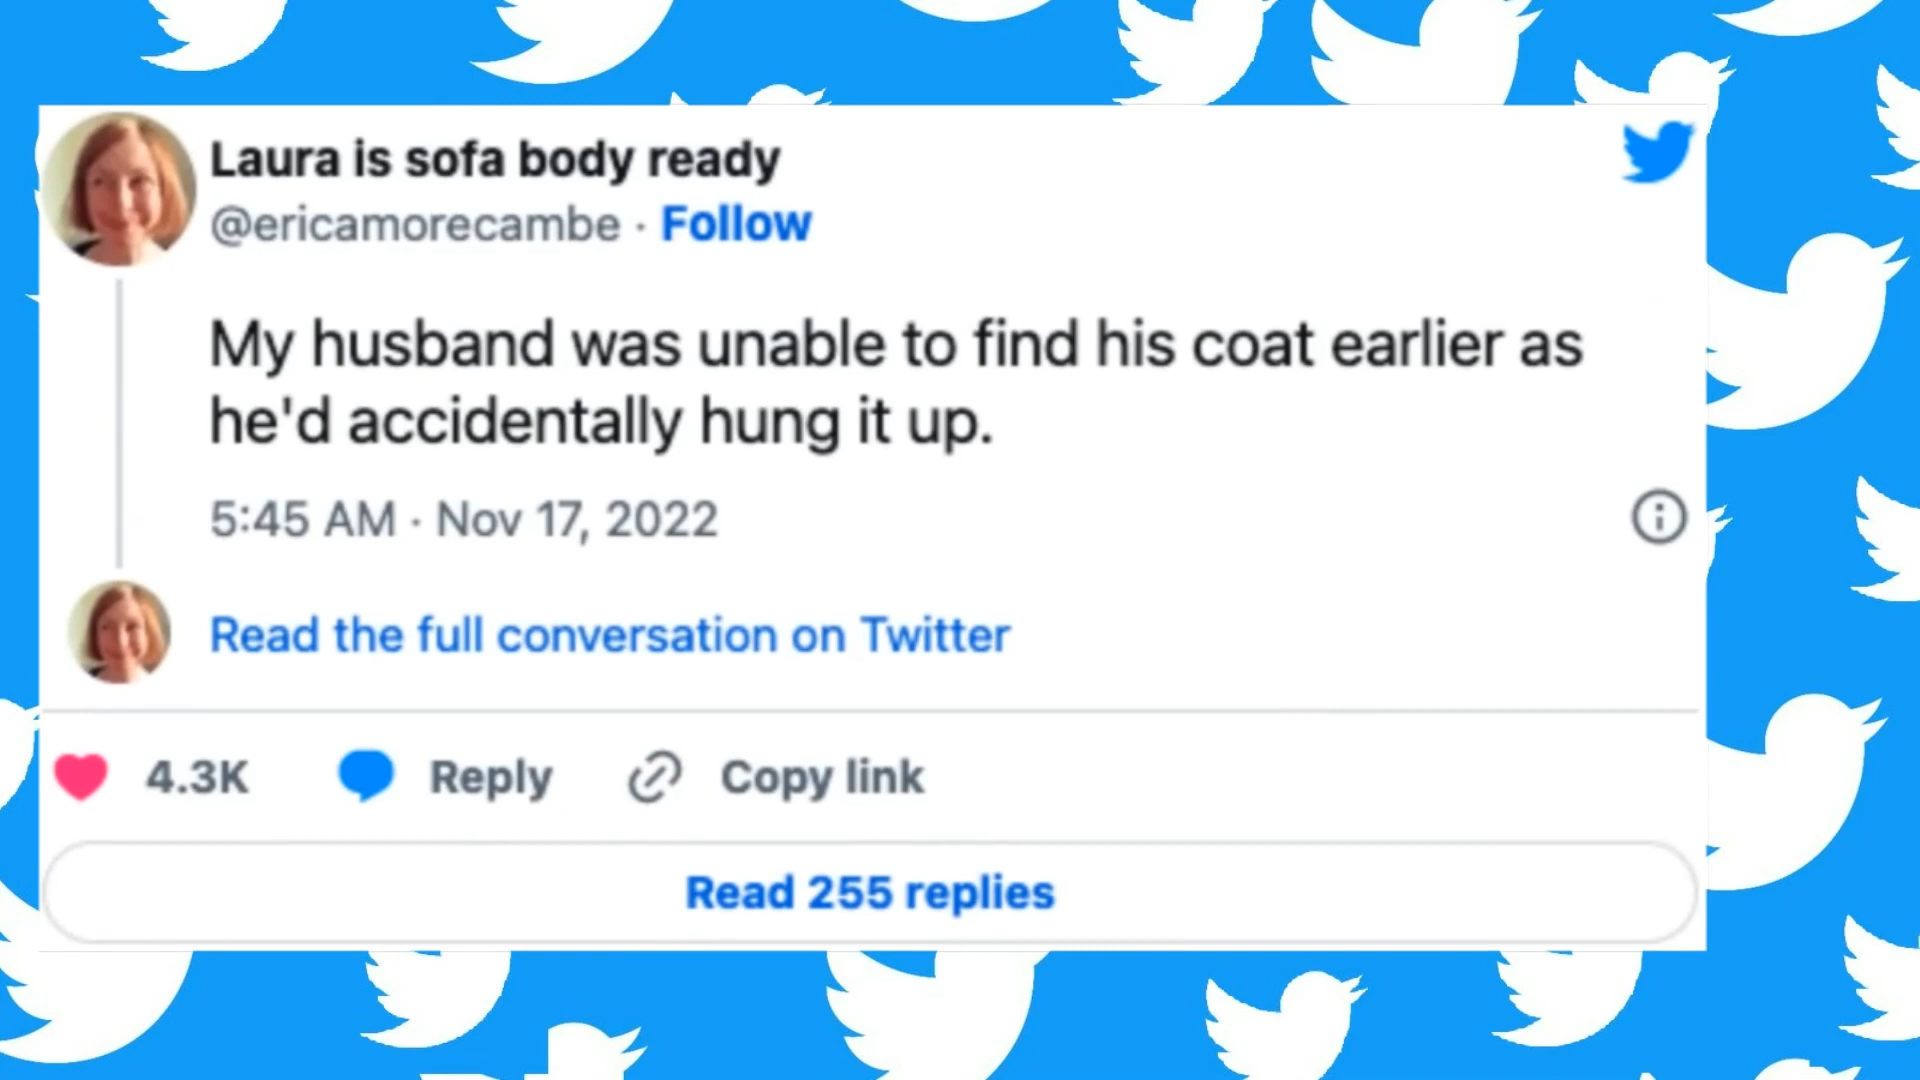 Laura is sofa body ready
@ericamorecambe · Follow
My husband was unable to find his coat earlier as
he'd accidentally hung it up.
5:45 AM · Nov 17, 2022
Read the full conversation on Twitter
4.3K Reply Copy link
Read 255 replies